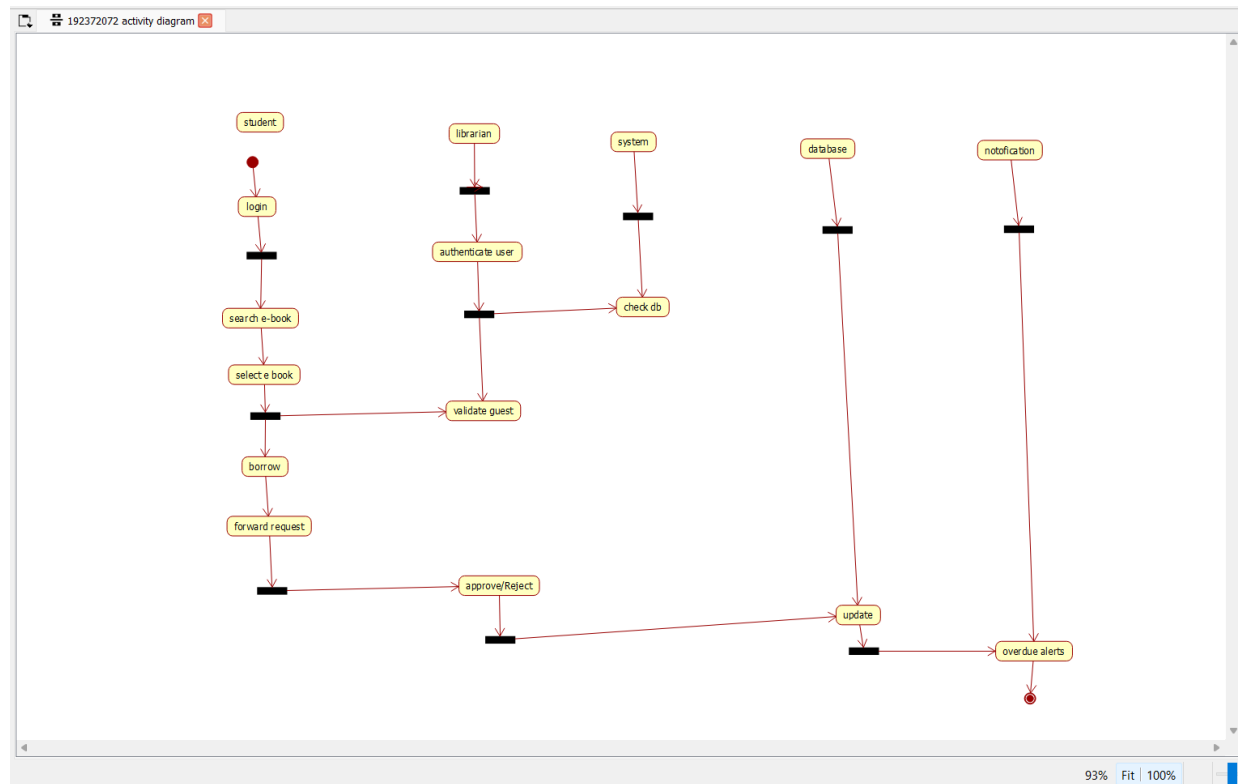 192372072 activity diagram
student
librarian
system
database
notofication
login
authenticate user
check db
search e-book
select e book
validate guest
borrow
forward request
approve/Reject
update
overdue alerts
93% Fit 100%